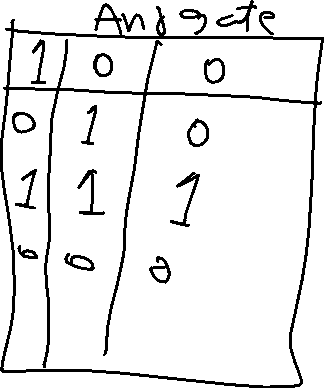 And gate
1 0 0
0 1 0
1 1 1
0 0 0